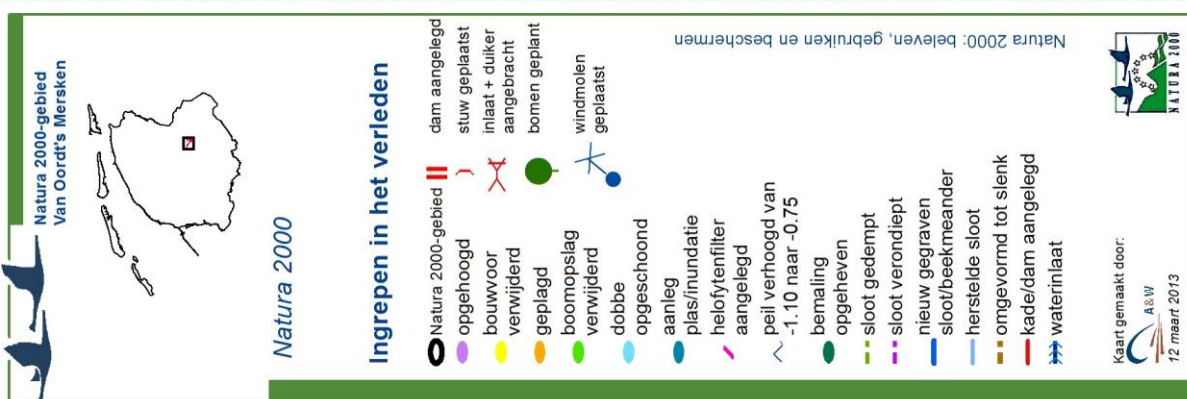 Natura 2000-gebied
Van Oordt's Mersken
Natura 2000
Ingrepen in het verleden
Natura 2000-gebied
opgehoogd
bouwvoor
verwijderd
geplagd
boomopslag
verwijderd
dobbe
opgeschoond
aanleg
plas/inundatie
helofytenfilter
aangelegd
peil verhoogd van
-1.10 naar -0.75
bemaling
opgeheven
sloot gedempt
sloot verondiept
nieuw gegraven
sloot/beekmeander
herstelde sloot
omgevormd tot slenk
kade/dam aangelegd
waterinlaat
dam aangelegd
stuw geplaatst
inlaat + duiker
aangebracht
bomen geplant
windmolen
geplaatst
Natura 2000: beleven, gebruiken en beschermen
Kaart gemaakt door:
A&W
12 maart 2013
NATURA 2000